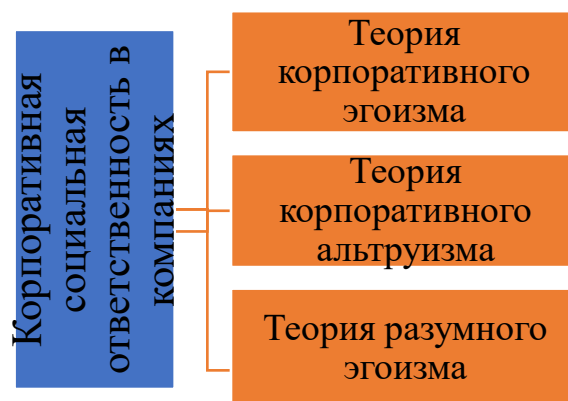 Корпоративная
социальная
ответственность в
компаниях
Теория
корпоративного
эгоизма
Теория
корпоративного
альтруизма
Теория разумного
эгоизма